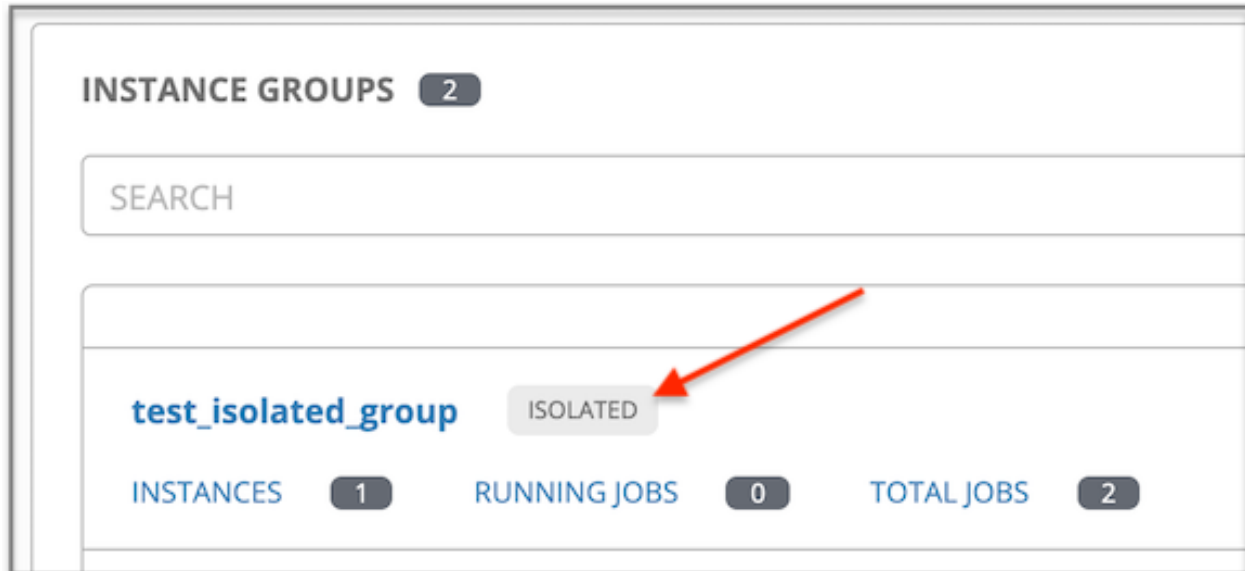 INSTANCE GROUPS 2
SEARCH
test_isolated_group ISOLATED
INSTANCES 1 RUNNING JOBS 0 TOTAL JOBS 2